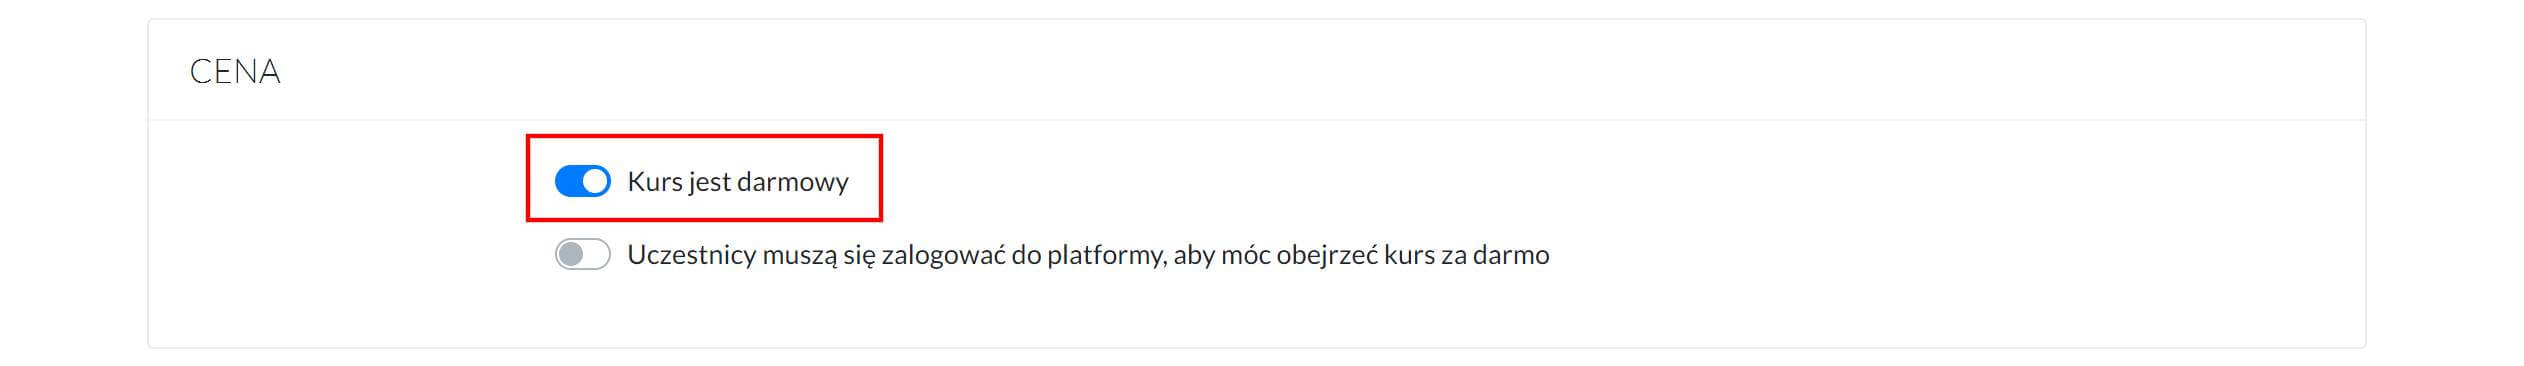 CENA
Kurs jest darmowy
Uczestnicy muszą się zalogować do platformy, aby móc obejrzeć kurs za darmo